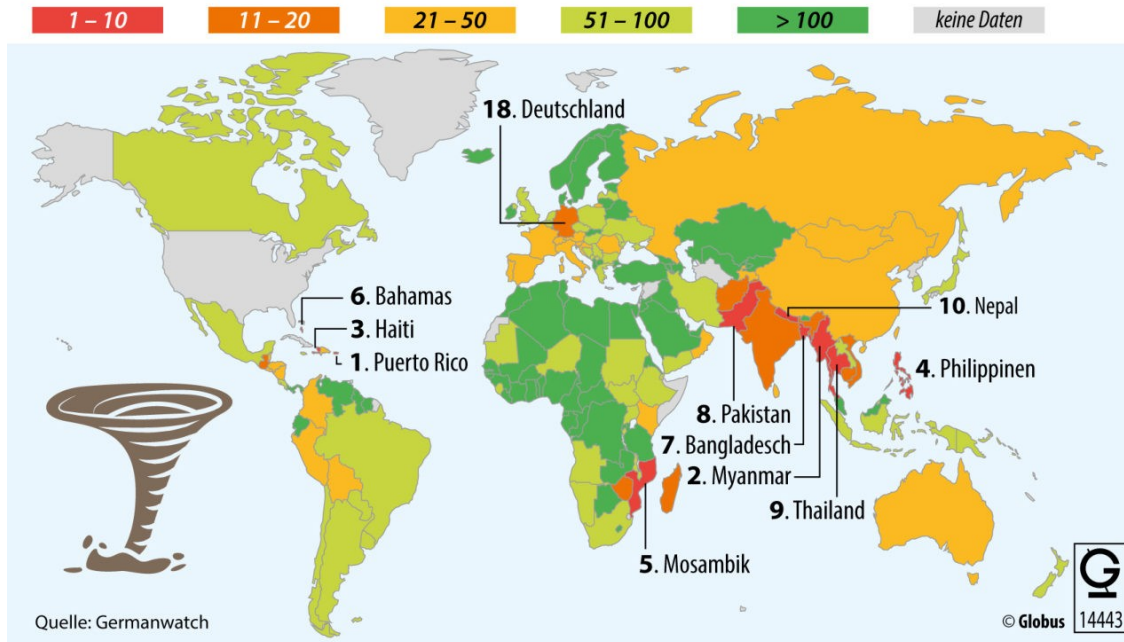 1 – 10
11 – 20
21 – 50
51 – 100
> 100
keine Daten
18. Deutschland
6. Bahamas
3. Haiti
1. Puerto Rico
10. Nepal
4. Philippinen
8. Pakistan
7. Bangladesch
2. Myanmar
9. Thailand
5. Mosambik
Quelle: Germanwatch
© Globus
G
14443